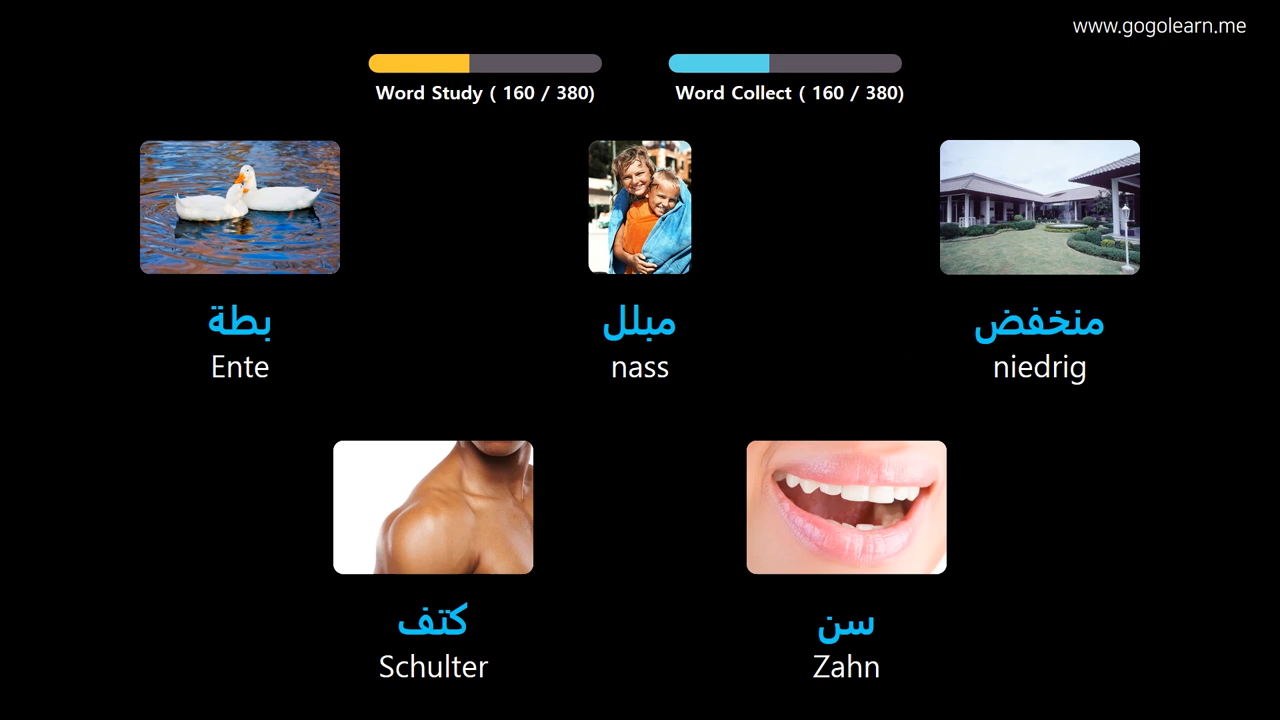 www.gogolearn.me
Word Study ( 160 / 380)
Word Collect ( 160 / 380)
بطة
Ente
مبلل
nass
منخفض
niedrig
كتف
Schulter
سن
Zahn